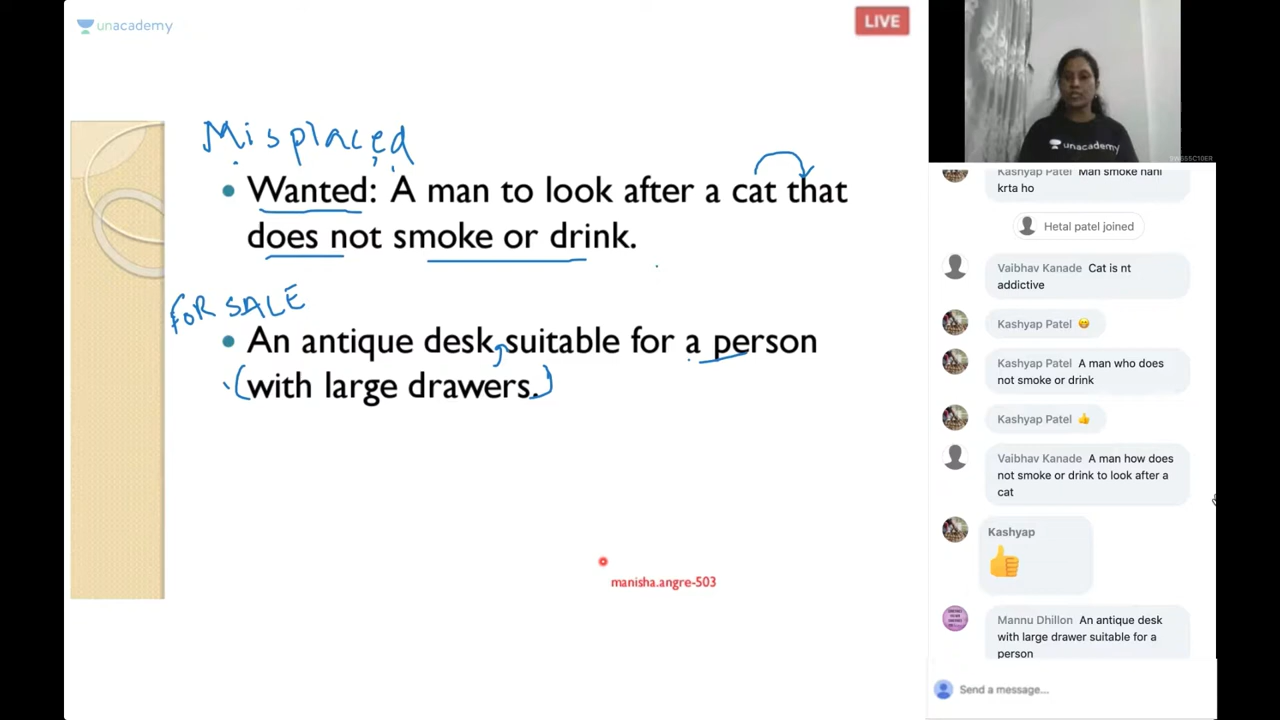 unacademy
LIVE
Misplaced
Wanted: A man to look after a cat that
does not smoke or drink.
FOR SALE
An antique desk suitable for a person
(with large drawers.)
manisha.angre-503
unacademy
Kashyap Patel Man smoke nahi
krta ho
Hetal patel joined
Vaibhav Kanade Cat is nt
addictive
Kashyap Patel 😋
Kashyap Patel A man who does
not smoke or drink
Kashyap Patel 👍
Vaibhav Kanade A man how does
not smoke or drink to look after a
cat
Kashyap
👍
Mannu Dhillon An antique desk
with large drawer suitable for a
person
Send a message...